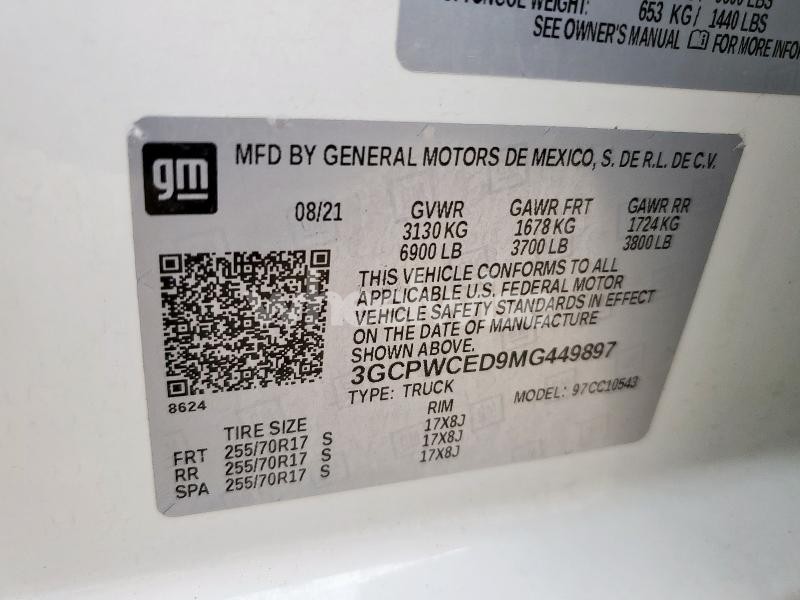 653 KG / 1440 LBS
SEE OWNER'S MANUAL FOR MORE
gm
MFD BY GENERAL MOTORS DE MEXICO, S. DE R.L. DE C.V.
08/21 GVWR GAWR FRT GAWR RR
3130 KG 1678 KG 1724 KG
6900 LB 3700 LB 3800 LB
THIS VEHICLE CONFORMS TO ALL
APPLICABLE U.S. FEDERAL MOTOR
VEHICLE SAFETY STANDARDS IN EFFECT
ON THE DATE OF MANUFACTURE
SHOWN ABOVE.
3GCPWCED9MG449897
TYPE: TRUCK MODEL: 97CC10543
8624
TIRE SIZE RIM
FRT 255/70R17 S 17X8J
RR 255/70R17 S 17X8J
SPA 255/70R17 S 17X8J